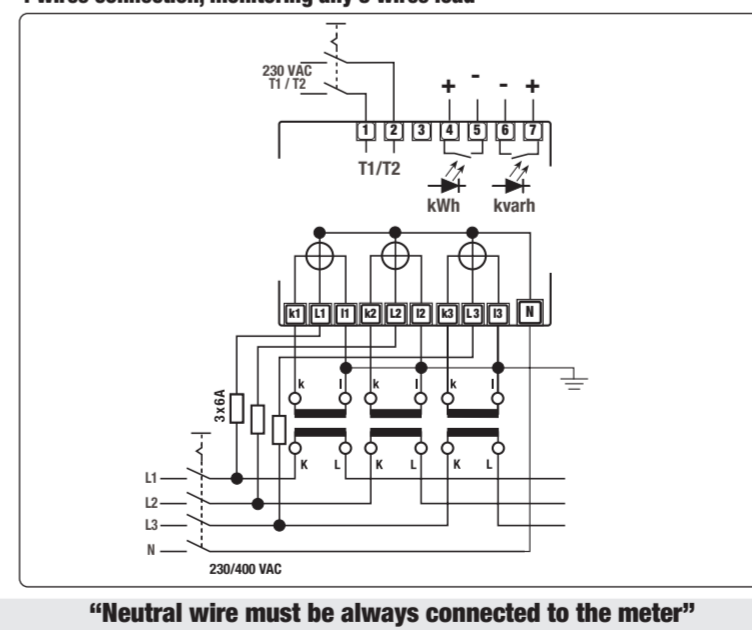 4 wires connection, monitoring any 3 wires load
230 VAC
T1 / T2
+ - - +
1 2 3 4 5 6 7
T1/T2
kWh kvarh
k1 L1 l1 k2 L2 l2 k3 L3 l3 N
k l k l k l
3x6A
K L K L K L
L1
L2
L3
N
230/400 VAC
“Neutral wire must be always connected to the meter”